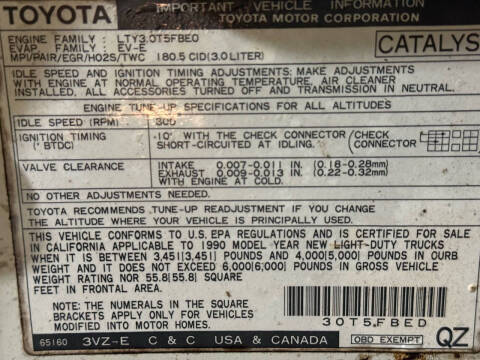 TOYOTA
IMPORTANT VEHICLE INFORMATION
TOYOTA MOTOR CORPORATION
ENGINE FAMILY : LTY3.0T5FBE0
EVAP FAMILY : EV-E
MPI/PAIR/EGR/HO2S/TWC 180.5 CID(3.0 LITER)
CATALYS
IDLE SPEED AND IGNITION TIMING ADJUSTMENTS: MAKE ADJUSTMENTS
WITH ENGINE AT NORMAL OPERATING TEMPERATURE, AIR CLEANER
INSTALLED, ALL ACCESSORIES TURNED OFF AND TRANSMISSION IN NEUTRAL.
ENGINE TUNE-UP SPECIFICATIONS FOR ALL ALTITUDES
IDLE SPEED (RPM)
IGNITION TIMING (° BTDC)
10° WITH THE CHECK CONNECTOR
SHORT-CIRCUITED AT IDLING.
(CHECK CONNECTOR
VALVE CLEARANCE
INTAKE 0.007-0.011 IN. (0.18-0.28mm)
EXHAUST 0.009-0.013 IN. (0.22-0.32mm)
WITH ENGINE AT COLD.
NO OTHER ADJUSTMENTS NEEDED.
TOYOTA RECOMMENDS TUNE-UP READJUSTMENT IF YOU CHANGE
THE ALTITUDE WHERE YOUR VEHICLE IS PRINCIPALLY USED.
THIS VEHICLE CONFORMS TO U.S. EPA REGULATIONS AND IS CERTIFIED FOR SALE
IN CALIFORNIA APPLICABLE TO 1990 MODEL YEAR NEW LIGHT-DUTY TRUCKS
WHEN IT IS BETWEEN 3,451[3,451] POUNDS AND 4,000[5,000] POUNDS IN CURB
WEIGHT AND IT DOES NOT EXCEED 6,000[6,000] POUNDS IN GROSS VEHICLE
WEIGHT RATING NOR 55.8[55.8] SQUARE
FEET IN FRONTAL AREA.
NOTE: THE NUMERALS IN THE SQUARE
BRACKETS WILL BE APPLIED TO VEHICLES
MODIFIED INTO MOTOR HOMES.
30T5.FBED
65160 3VZ-E C & C USA & CANADA
OBD EXEMPT
QZ